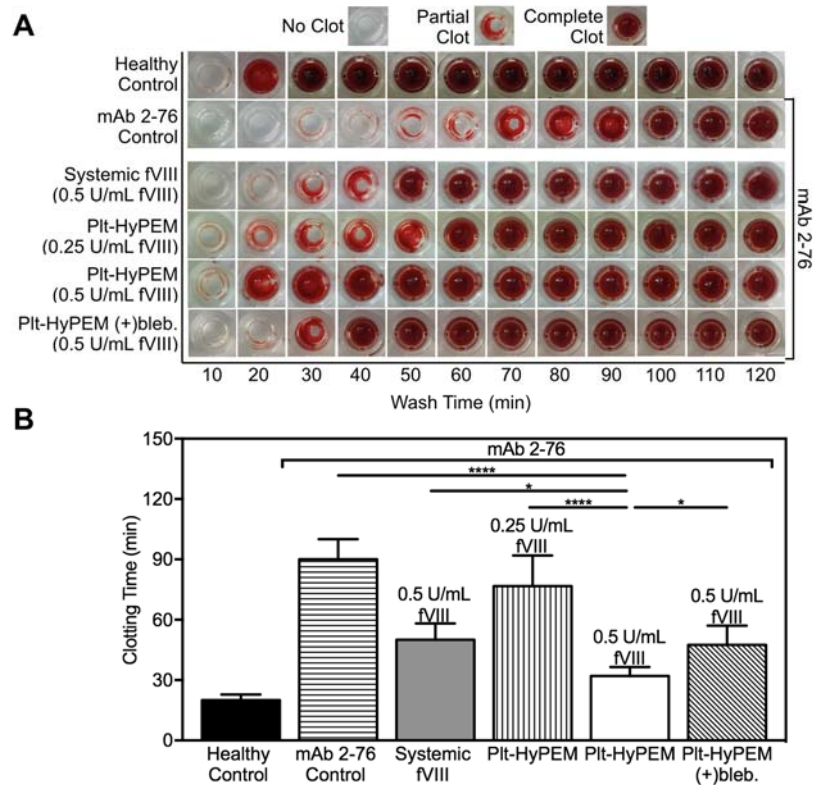 A
No Clot
Partial
Clot
Complete
Clot
Healthy
Control
mAb 2-76
Control
Systemic fVIII
(0.5 U/mL fVIII)
Plt-HyPEM
(0.25 U/mL fVIII)
Plt-HyPEM
(0.5 U/mL fVIII)
Plt-HyPEM (+)bleb.
(0.5 U/mL fVIII)
mAb 2-76
10 20 30 40 50 60 70 80 90 100 110 120
Wash Time (min)
B
150
120
90
60
30
0
Clotting Time (min)
mAb 2-76
****
*
**** *
0.25 U/mL
fVIII
0.5 U/mL
fVIII
0.5 U/mL
fVIII
0.5 U/mL
fVIII
Healthy
Control
mAb 2-76
Control
Systemic
fVIII
Plt-HyPEM
Plt-HyPEM
Plt-HyPEM
(+)bleb.